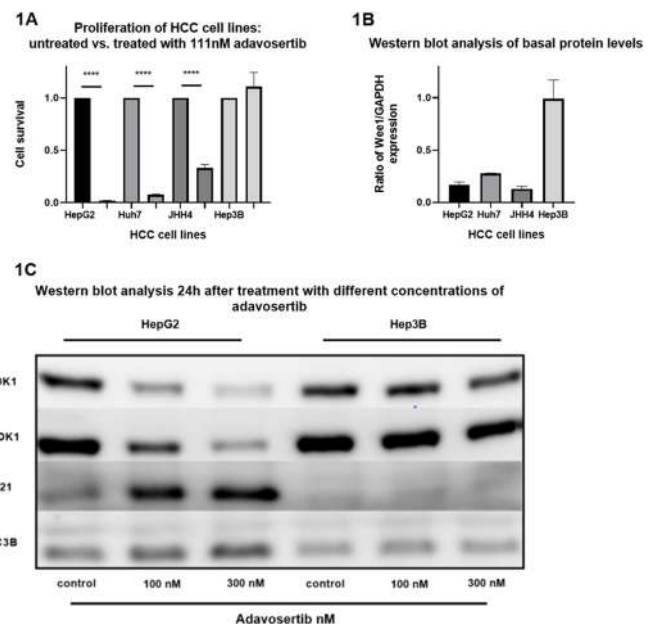 1A
Proliferation of HCC cell lines:
untreated vs. treated with 111nM adavosertib
****
****
****
Cell survival
1.0
0.5
0.0
HepG2
Huh7
JHH4
Hep3B
HCC cell lines
1B
Western blot analysis of basal protein levels
Ratio of Wee1/GAPDH
expression
1.0
0.5
0.0
HepG2
Huh7
JHH4
Hep3B
HCC cell lines
1C
Western blot analysis 24h after treatment with different concentrations of
adavosertib
HepG2
Hep3B
DK1
DK1
21
C3B
control
100 nM
300 nM
control
100 nM
300 nM
Adavosertib nM